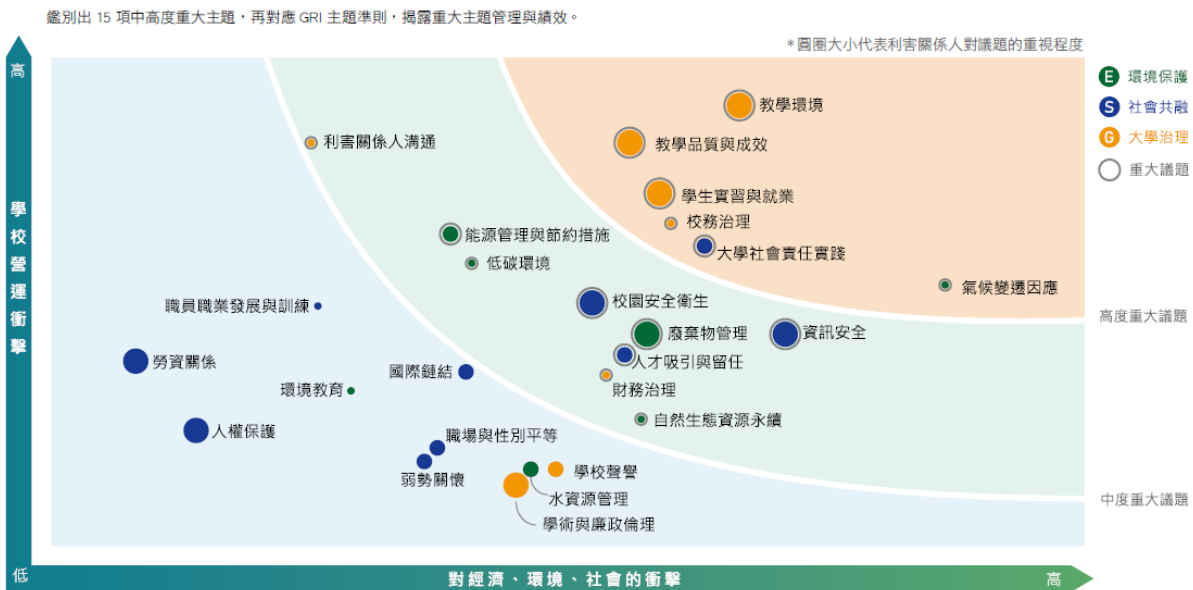 鑑別出 15 項中高度重大主題，再對應 GRI 主題準則，揭露重大主題管理與績效。
＊圓圈大小代表利害關係人對議題的重視程度
高
E 環境保護
S 社會共融
G 大學治理
重大議題
教學環境
利害關係人溝通
教學品質與成效
學生實習與就業
校務治理
能源管理與節約措施
大學社會責任實踐
低碳環境
氣候變遷因應
學校營運衝擊
職員職業發展與訓練
校園安全衛生
高度重大議題
廢棄物管理
資訊安全
勞資關係
人才吸引與留任
國際鏈結
環境教育
財務治理
自然生態資源永續
人權保護
職場與性別平等
弱勢關懷
學校聲譽
水資源管理
中度重大議題
學術與廉政倫理
低
對經濟、環境、社會的衝擊
高